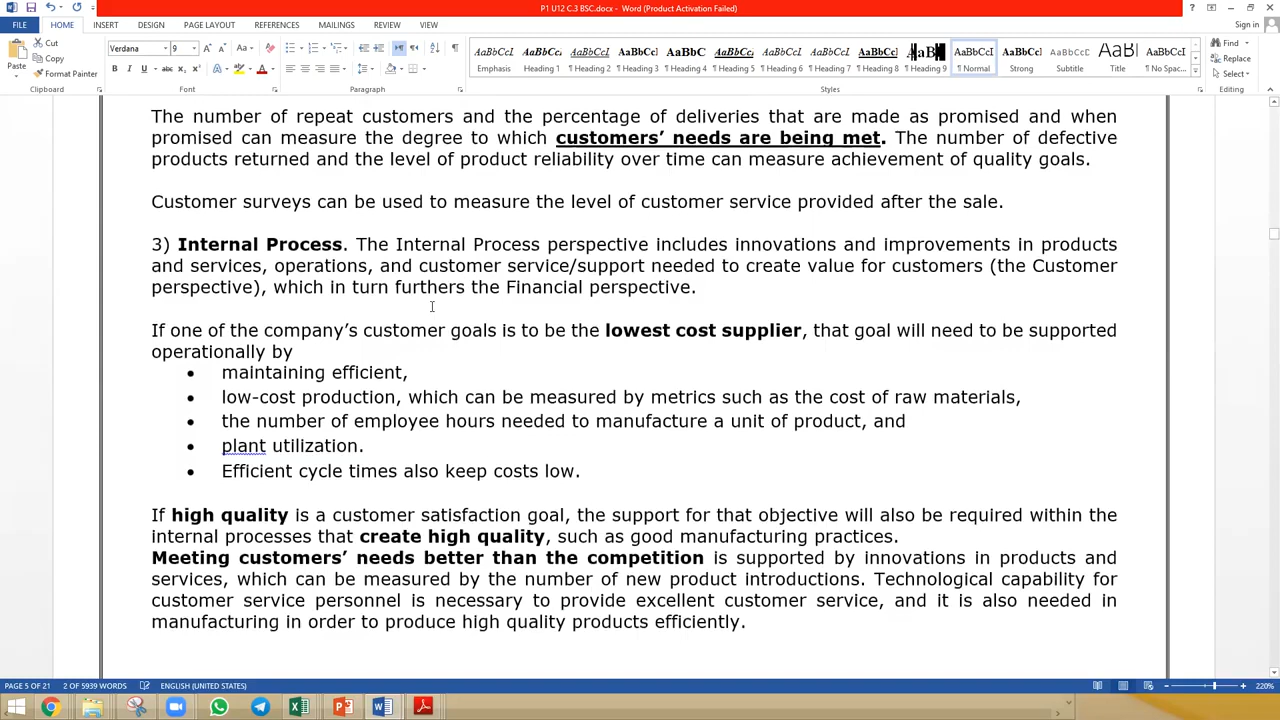 P1 U12 C.3 BSC.docx - Word (Product Activation Failed)
FILE HOME INSERT DESIGN PAGE LAYOUT REFERENCES MAILINGS REVIEW VIEW Sign in
Paste Cut Copy Format Painter
Clipboard
Verdana 9
Font
Paragraph
AaBbCcI AaBbCc AaBbCcI AaBbCcI AaBbC AaBbCcI AaBbCcI AaBbCcI AaBbCcI AaB AaBbCcI AaBbCcI AaBbCcI AaBl AaBbCcI
Emphasis Heading 1 ¶ Heading 2 ¶ Heading 3 ¶ Heading 4 ¶ Heading 5 ¶ Heading 6 ¶ Heading 7 ¶ Heading 8 ¶ Heading 9 ¶ Normal Strong Subtitle Title ¶ No Spac...
Styles
Find Replace Select
Editing
The number of repeat customers and the percentage of deliveries that are made as promised and when
promised can measure the degree to which customers’ needs are being met. The number of defective
products returned and the level of product reliability over time can measure achievement of quality goals.
Customer surveys can be used to measure the level of customer service provided after the sale.
3) Internal Process. The Internal Process perspective includes innovations and improvements in products
and services, operations, and customer service/support needed to create value for customers (the Customer
perspective), which in turn furthers the Financial perspective.
If one of the company’s customer goals is to be the lowest cost supplier, that goal will need to be supported
operationally by
• maintaining efficient,
• low-cost production, which can be measured by metrics such as the cost of raw materials,
• the number of employee hours needed to manufacture a unit of product, and
• plant utilization.
• Efficient cycle times also keep costs low.
If high quality is a customer satisfaction goal, the support for that objective will also be required within the
internal processes that create high quality, such as good manufacturing practices.
Meeting customers’ needs better than the competition is supported by innovations in products and
services, which can be measured by the number of new product introductions. Technological capability for
customer service personnel is necessary to provide excellent customer service, and it is also needed in
manufacturing in order to produce high quality products efficiently.
PAGE 5 OF 21 2 OF 5939 WORDS ENGLISH (UNITED STATES) 220%